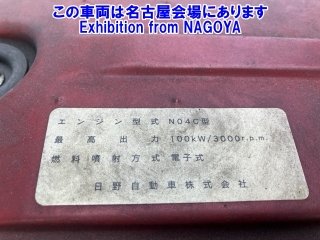 この車両は名古屋会場にあります
Exhibition from NAGOYA
エンジン型式 N04C型
最高出力 100kW/3000r.p.m.
燃料噴射方式 電子式
日野自動車株式会社